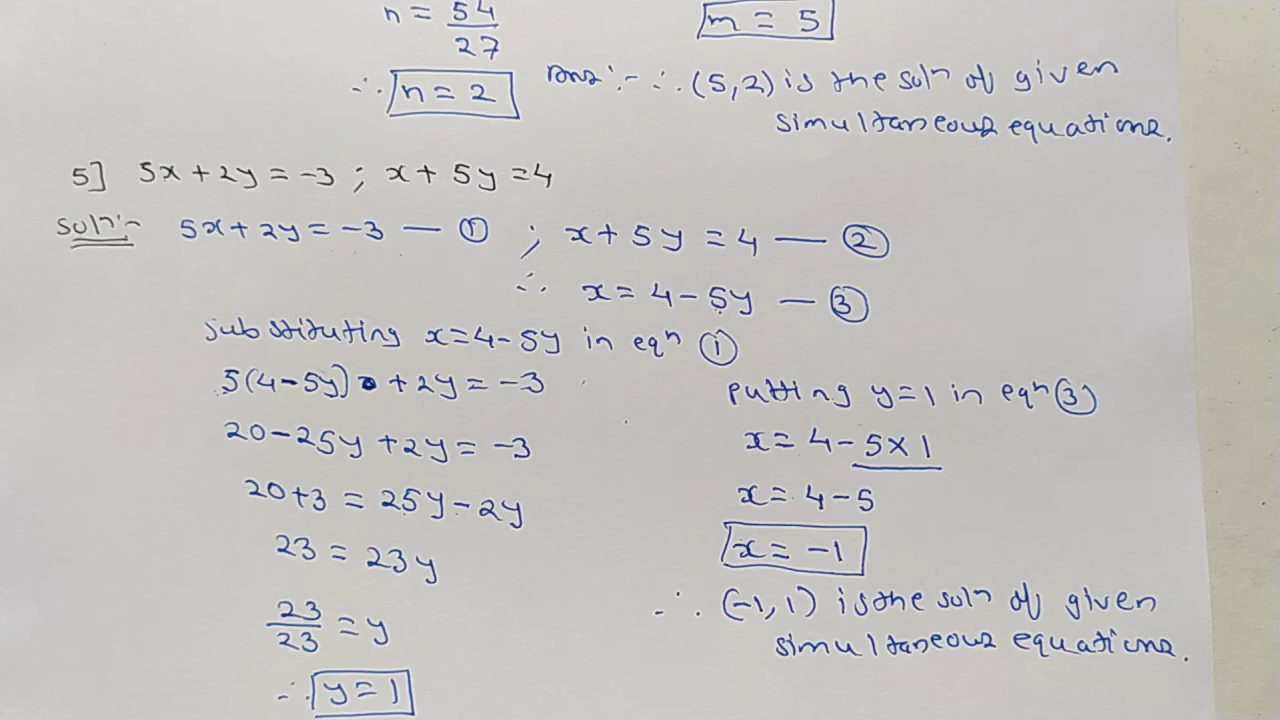 n = 54/27
m = 5
∴ n = 2
Ans :- ∴ (5,2) is the solⁿ of given
simultaneous equations.
5] 5x + 2y = -3 ; x + 5y = 4
Solⁿ:- 5x + 2y = -3 — ① ; x + 5y = 4 — ②
∴ x = 4 - 5y — ③
substituting x = 4 - 5y in eqⁿ ①
5(4 - 5y) + 2y = -3
20 - 25y + 2y = -3
20 + 3 = 25y - 2y
23 = 23y
23/23 = y
∴ y = 1
putting y = 1 in eqⁿ ③
x = 4 - 5 × 1
x = 4 - 5
x = -1
∴ (-1, 1) is the solⁿ of given
simultaneous equations.